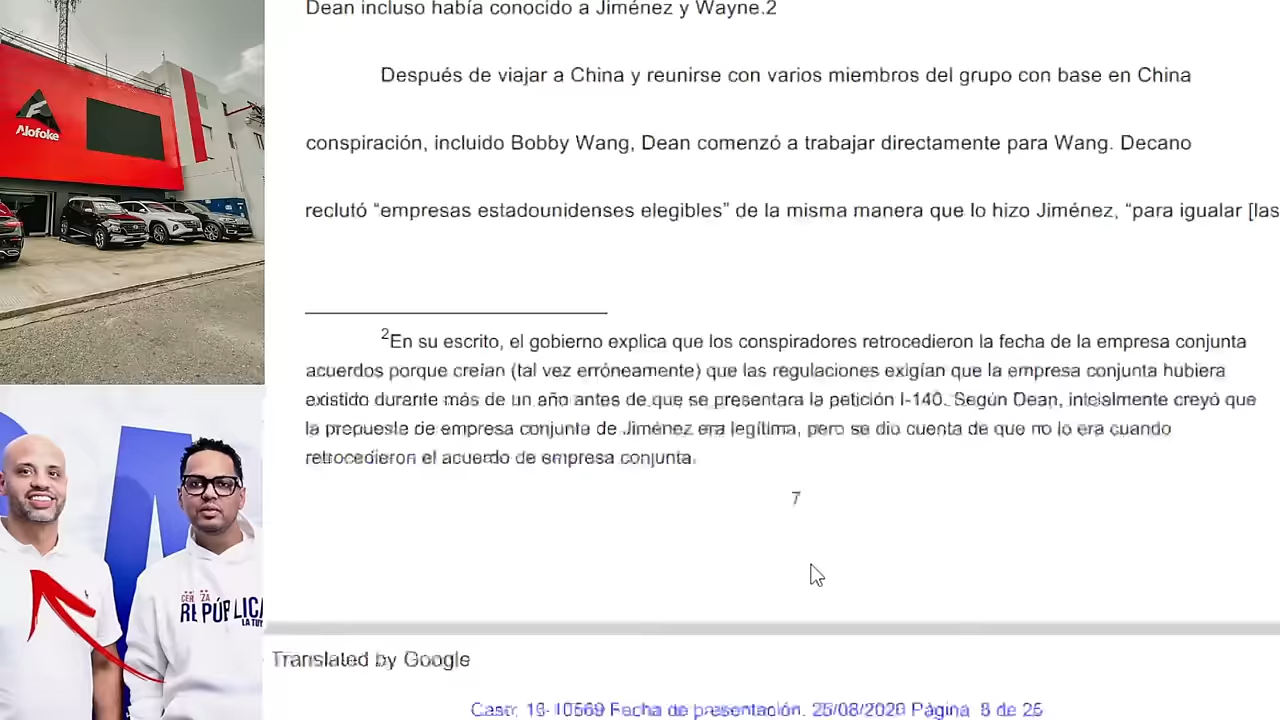 Dean incluso había conocido a Jiménez y Wayne.2
Después de viajar a China y reunirse con varios miembros del grupo con base en China
conspiración, incluido Bobby Wang, Dean comenzó a trabajar directamente para Wang. Decano
reclutó “empresas estadounidenses elegibles” de la misma manera que lo hizo Jiménez, “para igualar [las
2En su escrito, el gobierno explica que los conspiradores retrocedieron la fecha de la empresa conjunta
acuerdos porque creían (tal vez erróneamente) que las regulaciones exigían que la empresa conjunta hubiera
existido durante más de un año antes de que se presentara la petición I-140. Según Dean, inicialmente creyó que
la propuesta de empresa conjunta de Jiménez era legítima, pero se dio cuenta de que no lo era cuando
retrocedieron el acuerdo de empresa conjunta.
7
Translated by Google
Fecha de presentación: 25/08/2020 Página: 8 de 25
Alofoke
REPÚBLICA
LA TUY